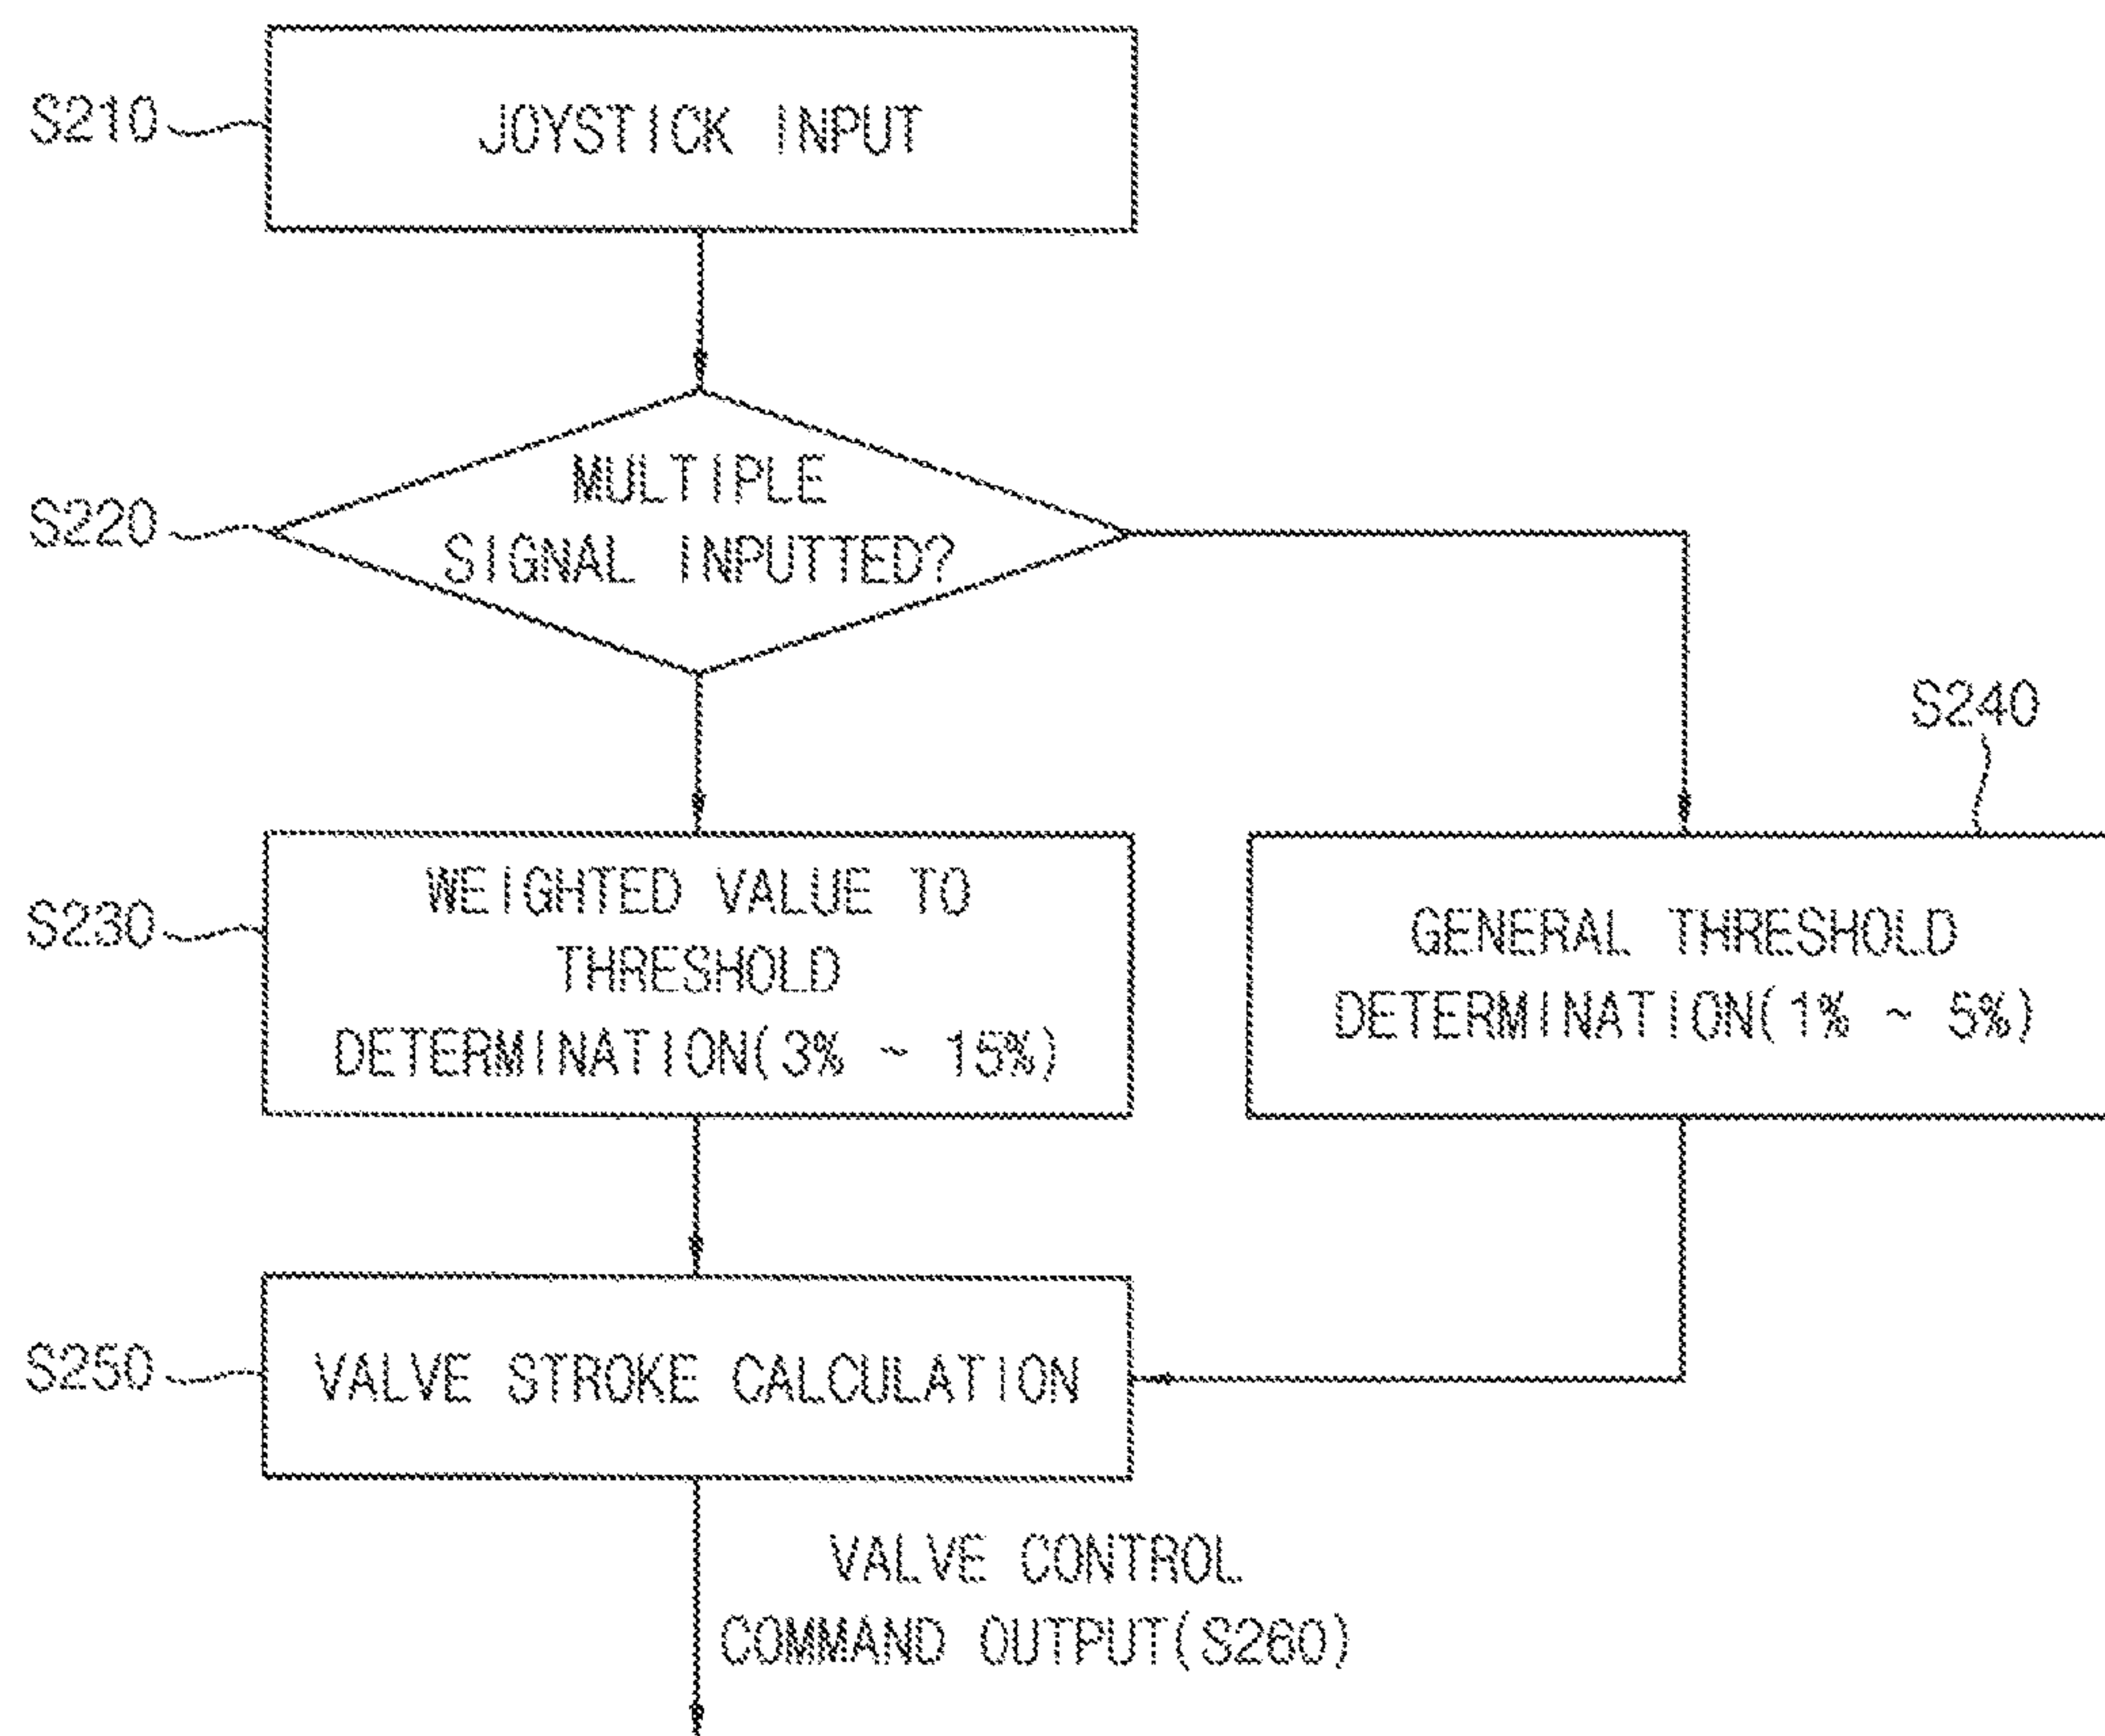 S210
JOYSTICK INPUT
S220
MULTIPLE
SIGNAL INPUTTED?
S230
WEIGHTED VALUE TO
THRESHOLD
DETERMINATION(3% ~ 15%)
S240
GENERAL THRESHOLD
DETERMINATION(1% ~ 5%)
S250
VALVE STROKE CALCULATION
VALVE CONTROL
COMMAND OUTPUT(S260)